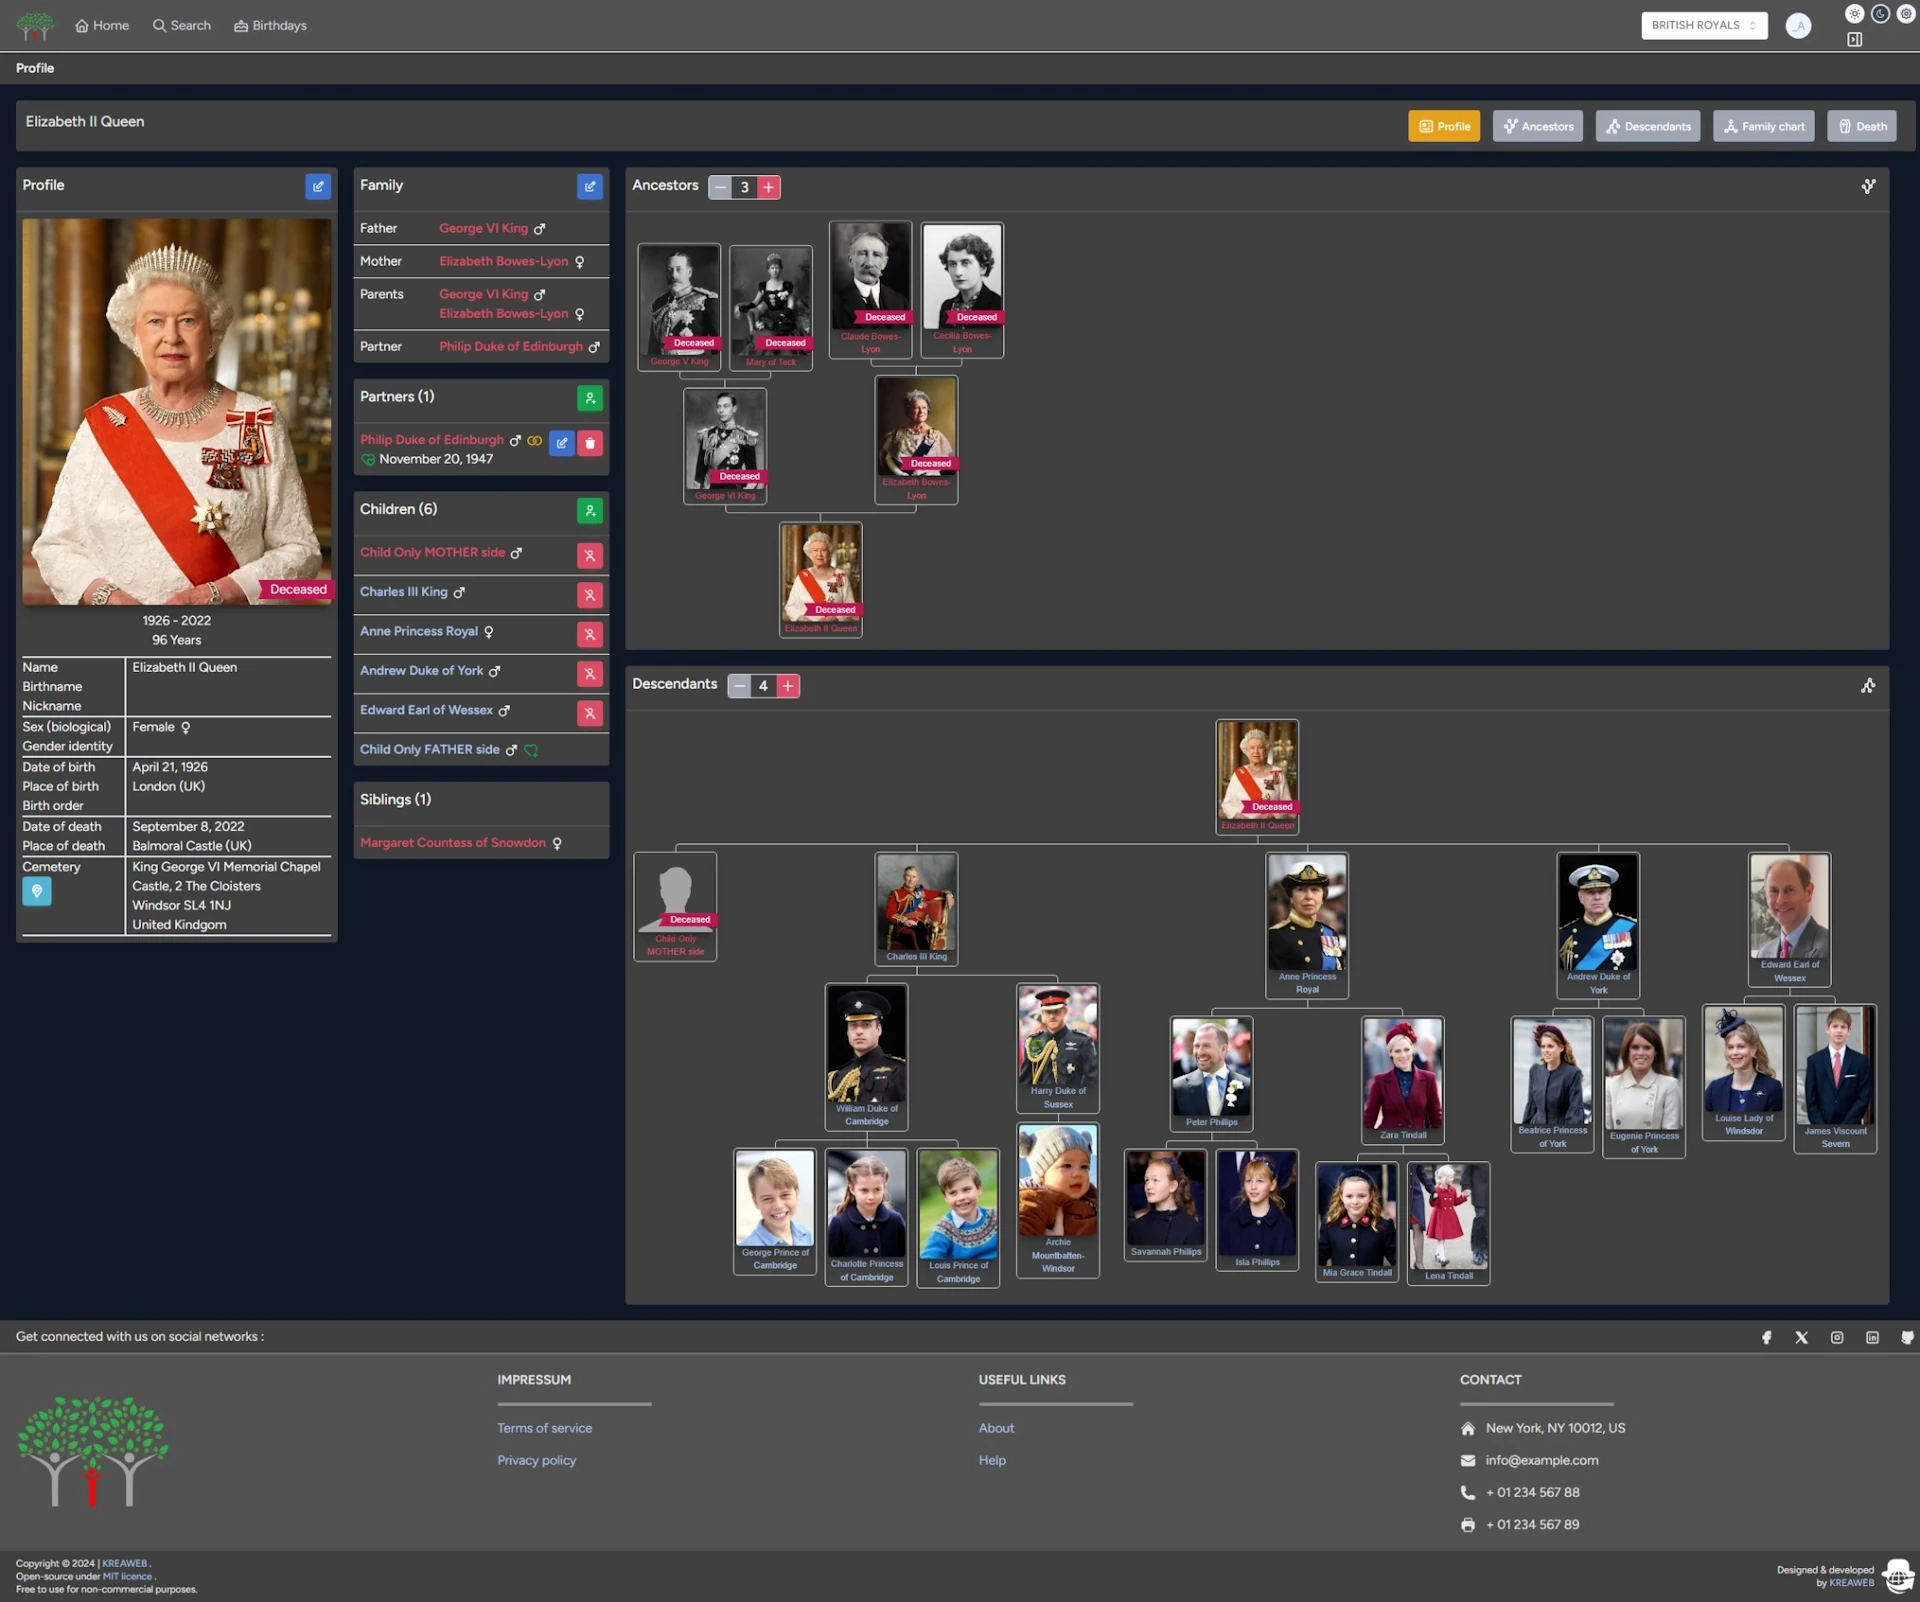 Home
Search
Birthdays
BRITISH ROYALS
_A
Profile
Elizabeth II Queen
Profile
Ancestors
Descendants
Family chart
Death
Profile
Deceased
1926 - 2022
96 Years
Name Elizabeth II Queen
Birthname
Nickname
Sex (biological) Female ♀
Gender identity
Date of birth April 21, 1926
Place of birth London (UK)
Birth order
Date of death September 8, 2022
Place of death Balmoral Castle (UK)
Cemetery King George VI Memorial Chapel
Castle, 2 The Cloisters
Windsor SL4 1NJ
United Kindgom
Family
Father George VI King ♂
Mother Elizabeth Bowes-Lyon ♀
Parents George VI King ♂
Elizabeth Bowes-Lyon ♀
Partner Philip Duke of Edinburgh ♂
Partners (1)
Philip Duke of Edinburgh ♂
November 20, 1947
Children (6)
Child Only MOTHER side ♂
Charles III King ♂
Anne Princess Royal ♀
Andrew Duke of York ♂
Edward Earl of Wessex ♂
Child Only FATHER side ♂
Siblings (1)
Margaret Countess of Snowdon ♀
Ancestors − 3 +
Deceased
George V King
Deceased
Mary of Teck
Deceased
Claude Bowes-
Lyon
Deceased
Cecilia Bowes-
Lyon
Deceased
George VI King
Deceased
Elizabeth Bowes-
Lyon
Deceased
Elizabeth II Queen
Descendants − 4 +
Deceased
Elizabeth II Queen
Deceased
Child Only
MOTHER side
Charles III King
Anne Princess
Royal
Andrew Duke of
York
Edward Earl of
Wessex
William Duke of
Cambridge
Harry Duke of
Sussex
Peter Philips
Zara Tindall
Beatrice Princess
of York
Eugenie Princess
of York
Louise Lady of
Windsdor
James Viscount
Severn
George Prince of
Cambridge
Charlotte Princess
of Cambridge
Louis Prince of
Cambridge
Archie
Mountbatten-
Windsor
Savannah Philips
Isla Phillips
Mia Grace Tindall
Lena Tindall
Get connected with us on social networks :
IMPRESSUM
Terms of service
Privacy policy
USEFUL LINKS
About
Help
CONTACT
New York, NY 10012, US
info@example.com
+ 01 234 567 88
+ 01 234 567 89
Copyright © 2024 | KREAWEB .
Open-source under MIT licence .
Free to use for non-commercial purposes.
Designed & developed
by KREAWEB